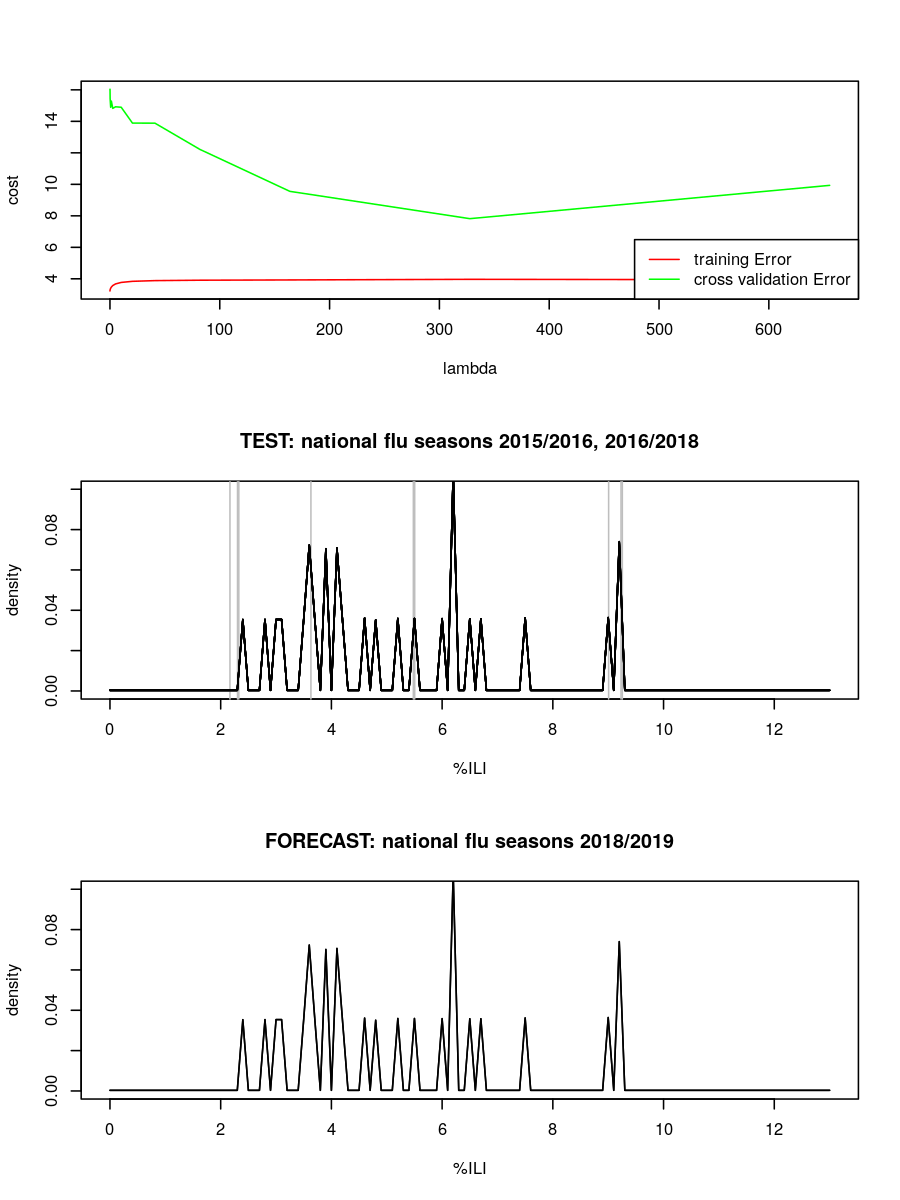 cost
14
10
8
6
4
training Error
cross validation Error
0 100 200 300 400 500 600
lambda
TEST: national flu seasons 2015/2016, 2016/2018
density
0.08
0.04
0.00
0 2 4 6 8 10 12
%ILI
FORECAST: national flu seasons 2018/2019
density
0.08
0.04
0.00
0 2 4 6 8 10 12
%ILI